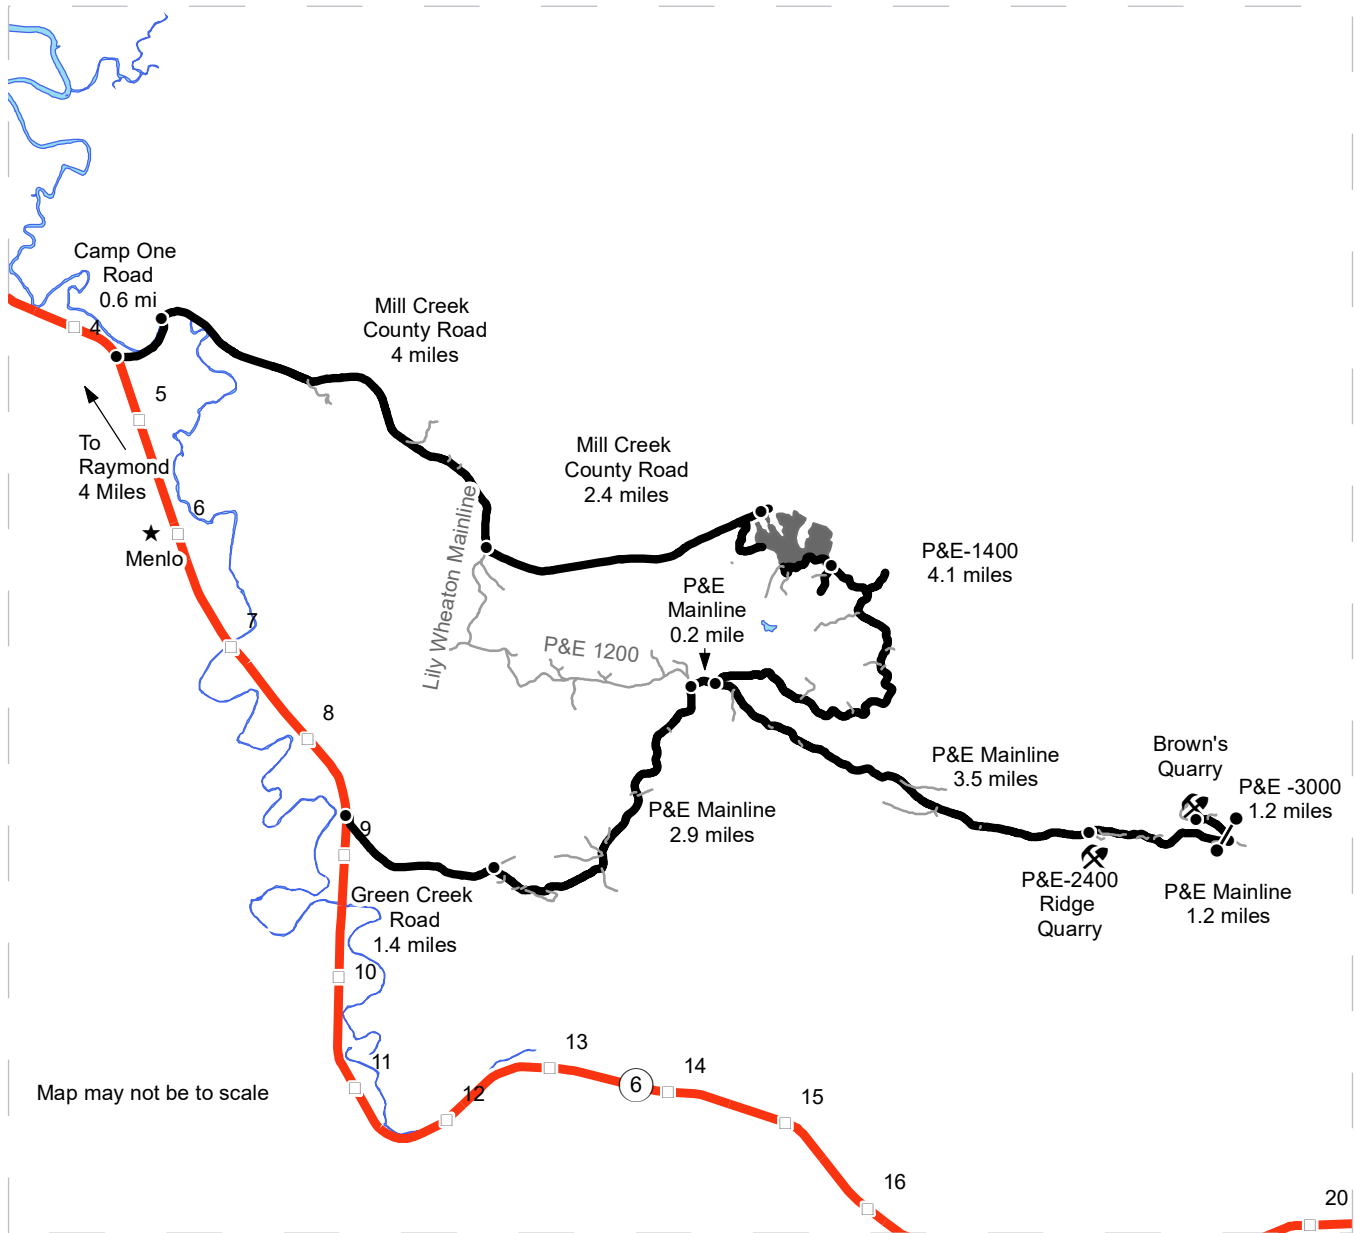 Camp One
Road
0.6 mi
Mill Creek
County Road
4 miles
4
5
To
Raymond
4 Miles
6
Menlo
Mill Creek
County Road
2.4 miles
Lily Wheaton Mainline
P&E-1400
4.1 miles
P&E
Mainline
0.2 mile
P&E 1200
7
8
9
P&E Mainline
2.9 miles
P&E Mainline
3.5 miles
Brown's
Quarry
P&E -3000
1.2 miles
P&E-2400
Ridge
Quarry
P&E Mainline
1.2 miles
Green Creek
Road
1.4 miles
10
11
12
13
6
14
15
16
20
Map may not be to scale